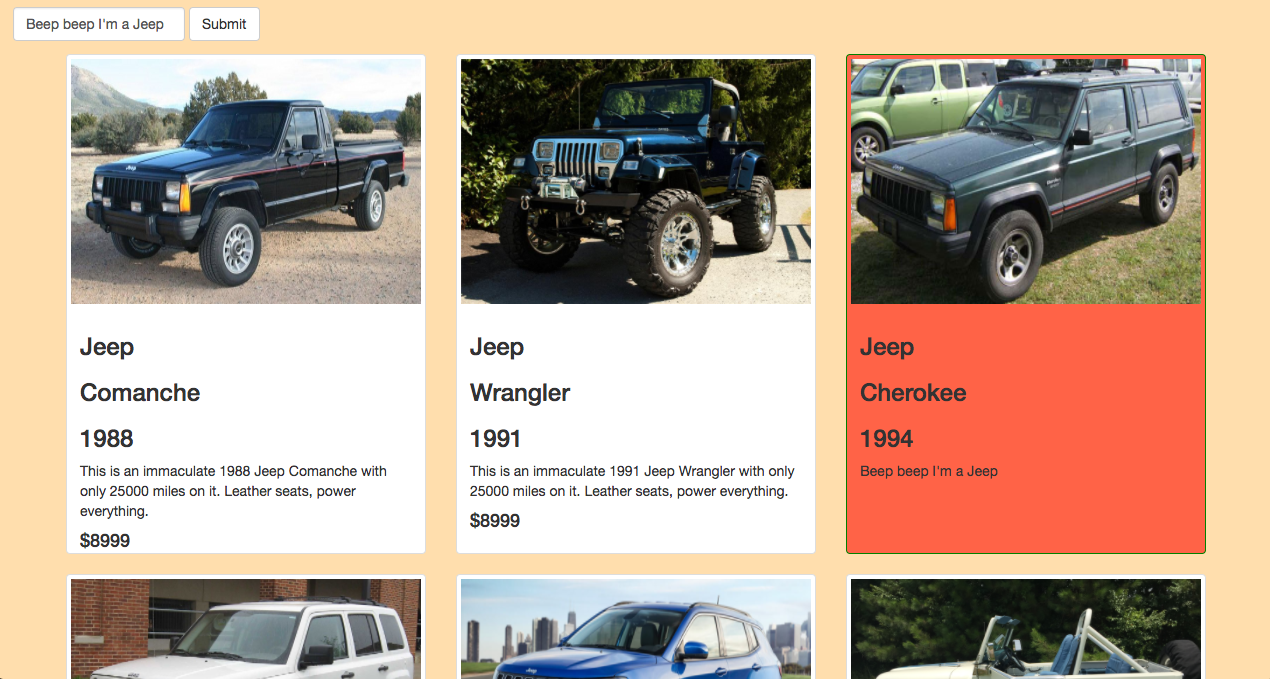 Beep beep I'm a Jeep
Submit
Jeep
Comanche
1988
This is an immaculate 1988 Jeep Comanche with
only 25000 miles on it. Leather seats, power
everything.
$8999
Jeep
Wrangler
1991
This is an immaculate 1991 Jeep Wrangler with only
25000 miles on it. Leather seats, power everything.
$8999
Jeep
Cherokee
1994
Beep beep I'm a Jeep